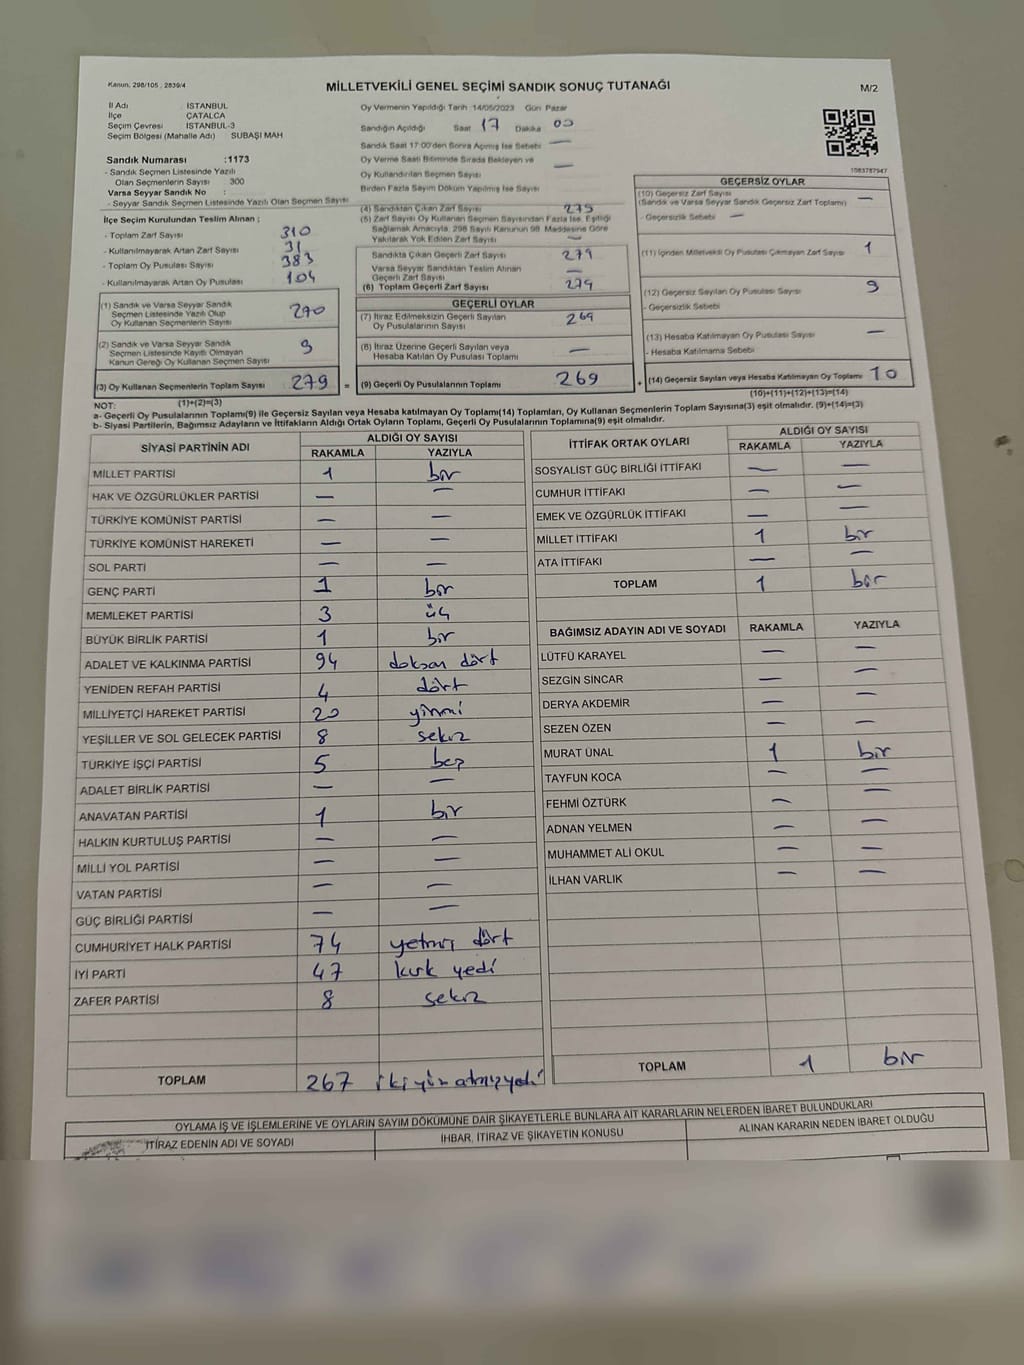 Kanun, 298/105 , 2839/4
MİLLETVEKİLİ GENEL SEÇİMİ SANDIK SONUÇ TUTANAĞI
M/2
İl Adı : İSTANBUL
İlçe : ÇATALCA
Seçim Çevresi : İSTANBUL-3
Seçim Bölgesi (Mahalle Adı) : SUBAŞI MAH
Sandık Numarası :1173
- Sandık Seçmen Listesinde Yazılı
Olan Seçmenlerin Sayısı : 300
Varsa Seyyar Sandık No :
- Seyyar Sandık Seçmen Listesinde Yazılı Olan Seçmen Sayısı :
Oy Vermenin Yapıldığı Tarih :14/05/2023 Gün: Pazar
Sandığın Açıldığı Saat 17 Dakika 00
Sandık Saat 17:00'den Sonra Açılmış İse Sebebi —
Oy Verme Saati Bitiminde Sırada Bekleyen ve
Oy Kullandırılan Seçmen Sayısı —
Birden Fazla Sayım Döküm Yapılmış İse Sayısı
1083787947
İlçe Seçim Kurulundan Teslim Alınan ;
- Toplam Zarf Sayısı 310
- Kullanılmayarak Artan Zarf Sayısı 31
- Toplam Oy Pusulası Sayısı 383
- Kullanılmayarak Artan Oy Pusulası 104
(1) Sandık ve Varsa Seyyar Sandık
Seçmen Listesinde Yazılı Olup
Oy Kullanan Seçmenlerin Sayısı 270
(2) Sandık ve Varsa Seyyar Sandık
Seçmen Listesinde Kayıtlı Olmayan
Kanun Gereği Oy Kullanan Seçmen Sayısı 9
(3) Oy Kullanan Seçmenlerin Toplam Sayısı 279 =
(1)+(2)=(3)
(4) Sandıktan Çıkan Zarf Sayısı 279
(5) Zarf Sayısı Oy Kullanan Seçmen Sayısından Fazla İse, Eşitliği
Sağlamak Amacıyla, 298 Sayılı Kanunun 98. Maddesine Göre
Yakılarak Yok Edilen Zarf Sayısı —
Sandıkta Çıkan Geçerli Zarf Sayısı 279
Varsa Seyyar Sandıktan Teslim Alınan
Geçerli Zarf Sayısı —
(6) Toplam Geçerli Zarf Sayısı 279
GEÇERLİ OYLAR
(7) İtiraz Edilmeksizin Geçerli Sayılan
Oy Pusulalarının Sayısı 269
(8) İtiraz Üzerine Geçerli Sayılan veya
Hesaba Katılan Oy Pusulası Toplamı —
(9) Geçerli Oy Pusulalarının Toplamı 269 +
GEÇERSİZ OYLAR
(10) Geçersiz Zarf Sayısı
(Sandık ve Varsa Seyyar Sandık Geçersiz Zarf Toplamı) —
- Geçersizlik Sebebi —
(11) İçinden Milletvekili Oy Pusulası Çıkmayan Zarf Sayısı 1
(12) Geçersiz Sayılan Oy Pusulası Sayısı 9
- Geçersizlik Sebebi
(13) Hesaba Katılmayan Oy Pusulası Sayısı —
- Hesaba Katılmama Sebebi
(14) Geçersiz Sayılan veya Hesaba Katılmayan Oy Toplamı 10
(10)+(11)+(12)+(13)=(14)
NOT:
a- Geçerli Oy Pusulalarının Toplamı(9) ile Geçersiz Sayılan veya Hesaba katılmayan Oy Toplamı(14) Toplamları, Oy Kullanan Seçmenlerin Toplam Sayısına(3) eşit olmalıdır. (9)+(14)=(3)
b- Siyasi Partilerin, Bağımsız Adayların ve İttifakların Aldığı Ortak Oyların Toplamı, Geçerli Oy Pusulalarının Toplamına(9) eşit olmalıdır.
SİYASİ PARTİNİN ADI ALDIĞI OY SAYISI
RAKAMLA YAZIYLA
MİLLET PARTİSİ 1 bir
HAK VE ÖZGÜRLÜKLER PARTİSİ — —
TÜRKİYE KOMÜNİST PARTİSİ — —
TÜRKİYE KOMÜNİST HAREKETİ — —
SOL PARTİ — —
GENÇ PARTİ 1 bir
MEMLEKET PARTİSİ 3 üç
BÜYÜK BİRLİK PARTİSİ 1 bir
ADALET VE KALKINMA PARTİSİ 94 doksan dört
YENİDEN REFAH PARTİSİ 4 dört
MİLLİYETÇİ HAREKET PARTİSİ 20 yirmi
YEŞİLLER VE SOL GELECEK PARTİSİ 8 sekiz
TÜRKİYE İŞÇİ PARTİSİ 5 beş
ADALET BİRLİK PARTİSİ — —
ANAVATAN PARTİSİ 1 bir
HALKIN KURTULUŞ PARTİSİ — —
MİLLİ YOL PARTİSİ — —
VATAN PARTİSİ — —
GÜÇ BİRLİĞİ PARTİSİ — —
CUMHURİYET HALK PARTİSİ 74 yetmiş dört
İYİ PARTİ 47 kırk yedi
ZAFER PARTİSİ 8 sekiz
TOPLAM 267 ikiyüzatmışyedi
İTTİFAK ORTAK OYLARI ALDIĞI OY SAYISI
RAKAMLA YAZIYLA
SOSYALİST GÜÇ BİRLİĞİ İTTİFAKI — —
CUMHUR İTTİFAKI — —
EMEK VE ÖZGÜRLÜK İTTİFAKI — —
MİLLET İTTİFAKI 1 bir
ATA İTTİFAKI — —
TOPLAM 1 bir
BAĞIMSIZ ADAYIN ADI VE SOYADI RAKAMLA YAZIYLA
LÜTFÜ KARAYEL — —
SEZGİN SİNCAR — —
DERYA AKDEMİR — —
SEZEN ÖZEN — —
MURAT ÜNAL 1 bir
TAYFUN KOCA — —
FEHMİ ÖZTÜRK — —
ADNAN YELMEN — —
MUHAMMET ALİ OKUL — —
İLHAN VARLIK — —
TOPLAM 1 bir
OYLAMA İŞ VE İŞLEMLERİNE VE OYLARIN SAYIM DÖKÜMÜNE DAİR ŞİKAYETLERLE BUNLARA AİT KARARLARIN NELERDEN İBARET BULUNDUKLARI
İTİRAZ EDENİN ADI VE SOYADI
İHBAR, İTİRAZ VE ŞİKAYETİN KONUSU
ALINAN KARARIN NEDEN İBARET OLDUĞU